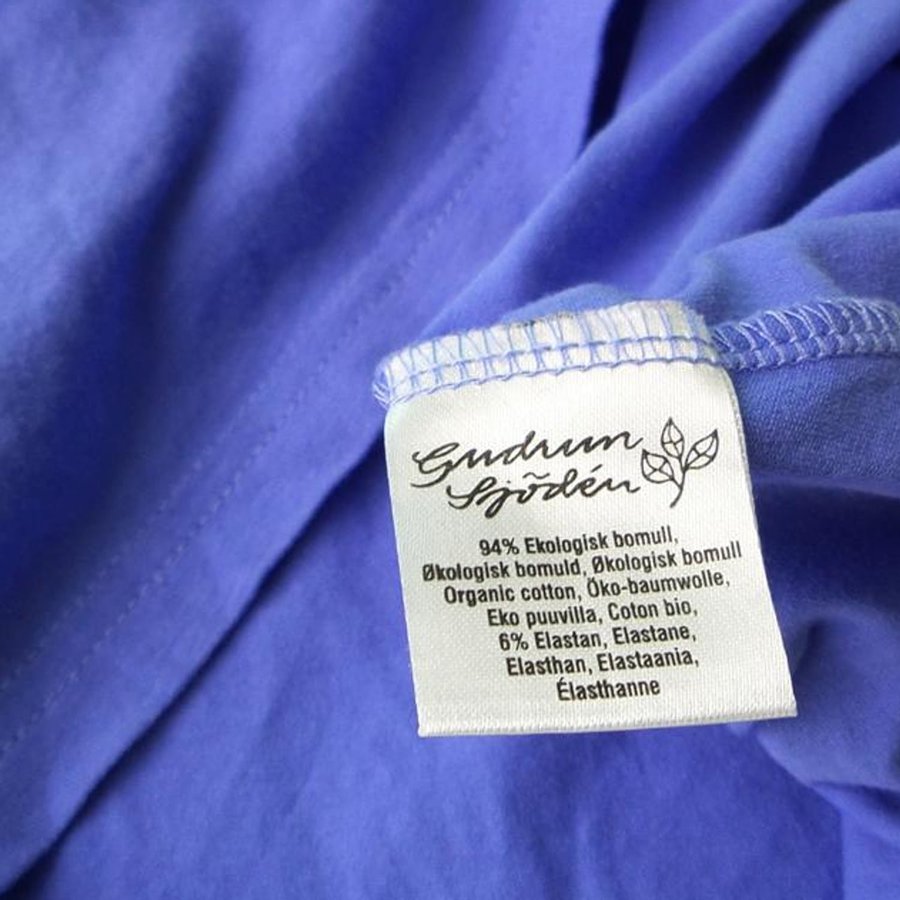 Gudrun
Sjõdén
94% Ekologisk bomull,
Økologisk bomuld, Økologisk bomull
Organic cotton, Öko-baumwolle,
Eko puuvilla, Coton bio,
6% Elastan, Elastane,
Elasthan, Elastaania,
Élasthanne